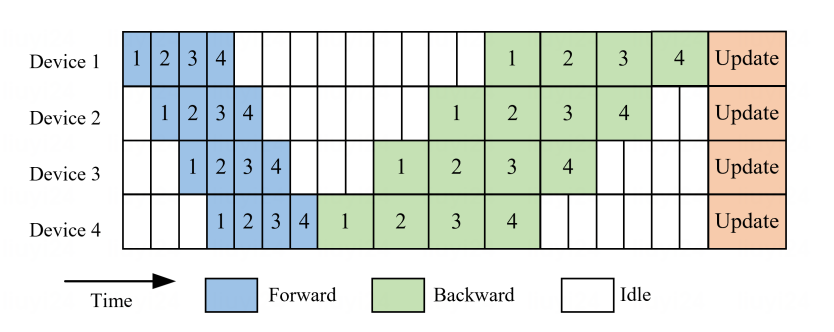 Device 1 1 2 3 4 1 2 3 4 Update
Device 2 1 2 3 4 1 2 3 4 Update
Device 3 1 2 3 4 1 2 3 4 Update
Device 4 1 2 3 4 1 2 3 4 Update
Time Forward Backward Idle